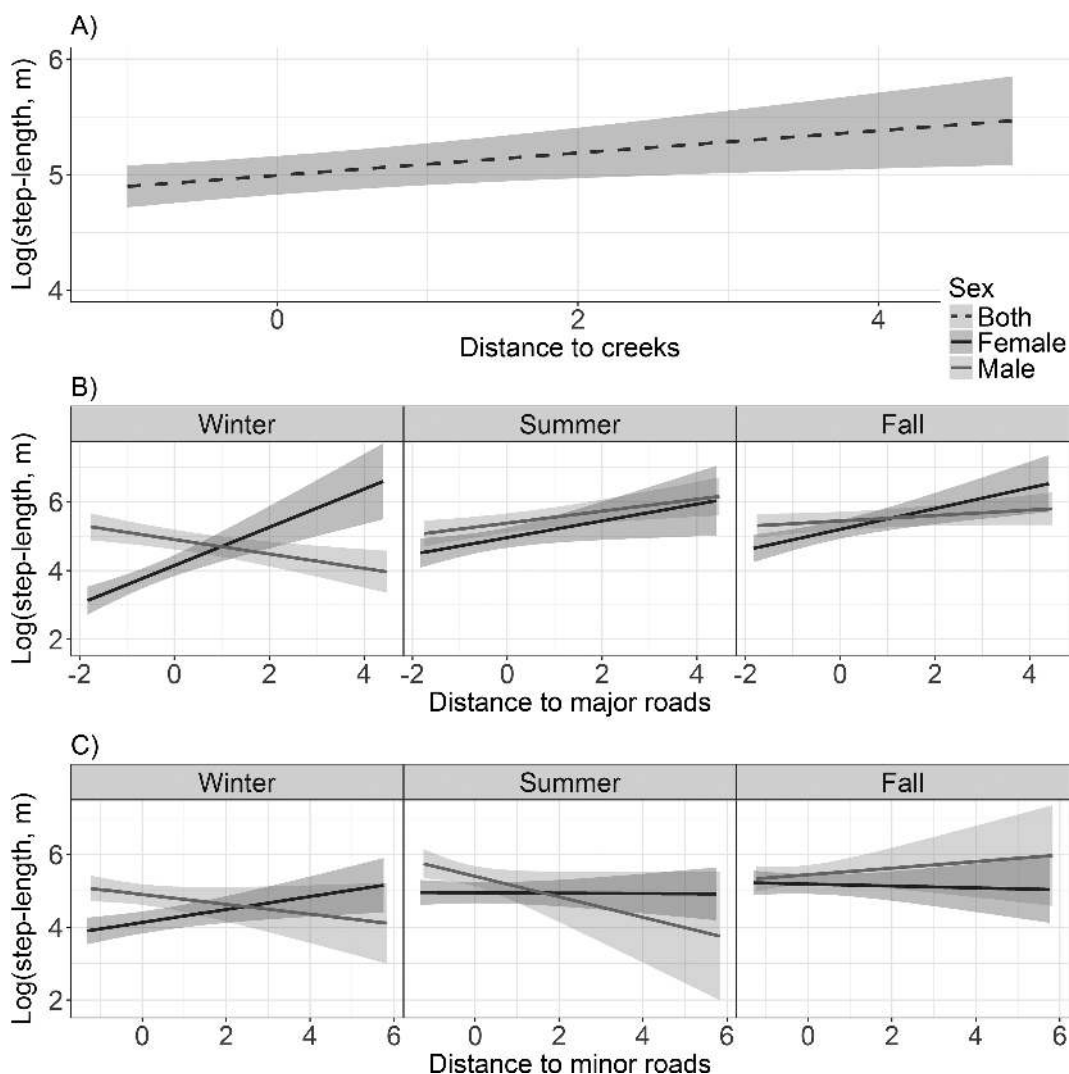 A)
Log(step-length, m)
6
5
4
0 2 4
Distance to creeks
Sex
Both
Female
Male
B)
Winter Summer Fall
Log(step-length, m)
6
4
2
-2 0 2 4 -2 0 2 4 -2 0 2 4
Distance to major roads
C)
Winter Summer Fall
Log(step-length, m)
6
4
2
0 2 4 6 0 2 4 6 0 2 4 6
Distance to minor roads